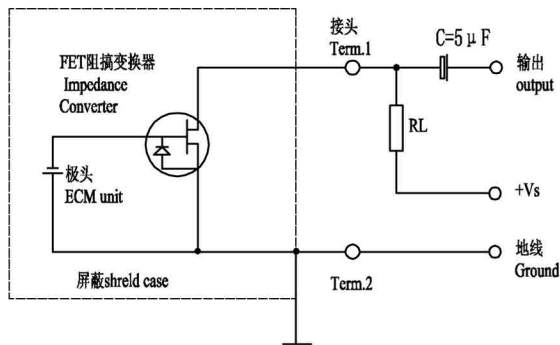 FET阻搞变换器
Impedance
Converter
极头
ECM unit
屏蔽shreld case
接头
Term.1
C=5μF
输出
output
RL
+Vs
Term.2
地线
Ground